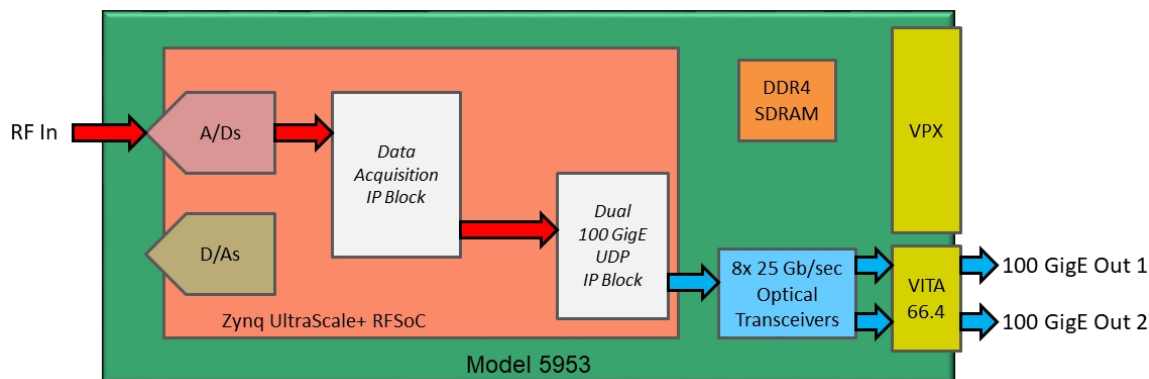 RF In
A/Ds
Data
Acquisition
IP Block
D/As
Dual
100 GigE
UDP
IP Block
Zynq UltraScale+ RFSoC
DDR4
SDRAM
VPX
8x 25 Gb/sec
Optical
Transceivers
VITA
66.4
100 GigE Out 1
100 GigE Out 2
Model 5953